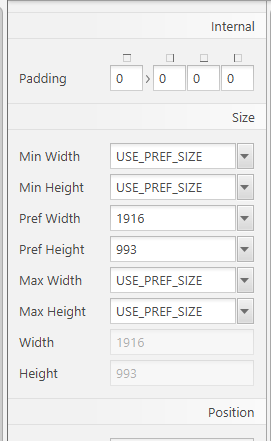 Internal
Padding 0 > 0 0 0
Size
Min Width USE_PREF_SIZE
Min Height USE_PREF_SIZE
Pref Width 1916
Pref Height 993
Max Width USE_PREF_SIZE
Max Height USE_PREF_SIZE
Width 1916
Height 993
Position